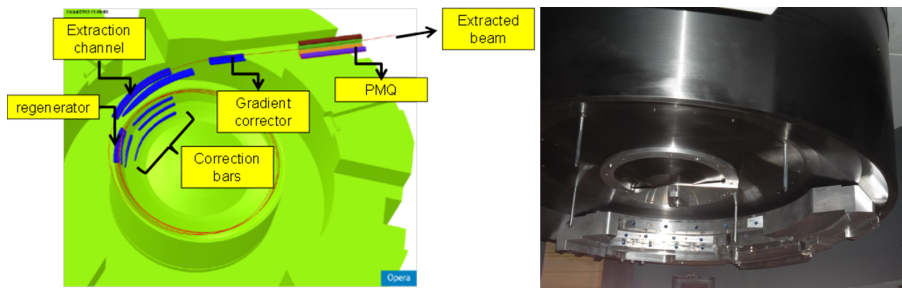 Extraction
channel
Extracted
beam
PMQ
regenerator
Gradient
corrector
Correction
bars
Opera